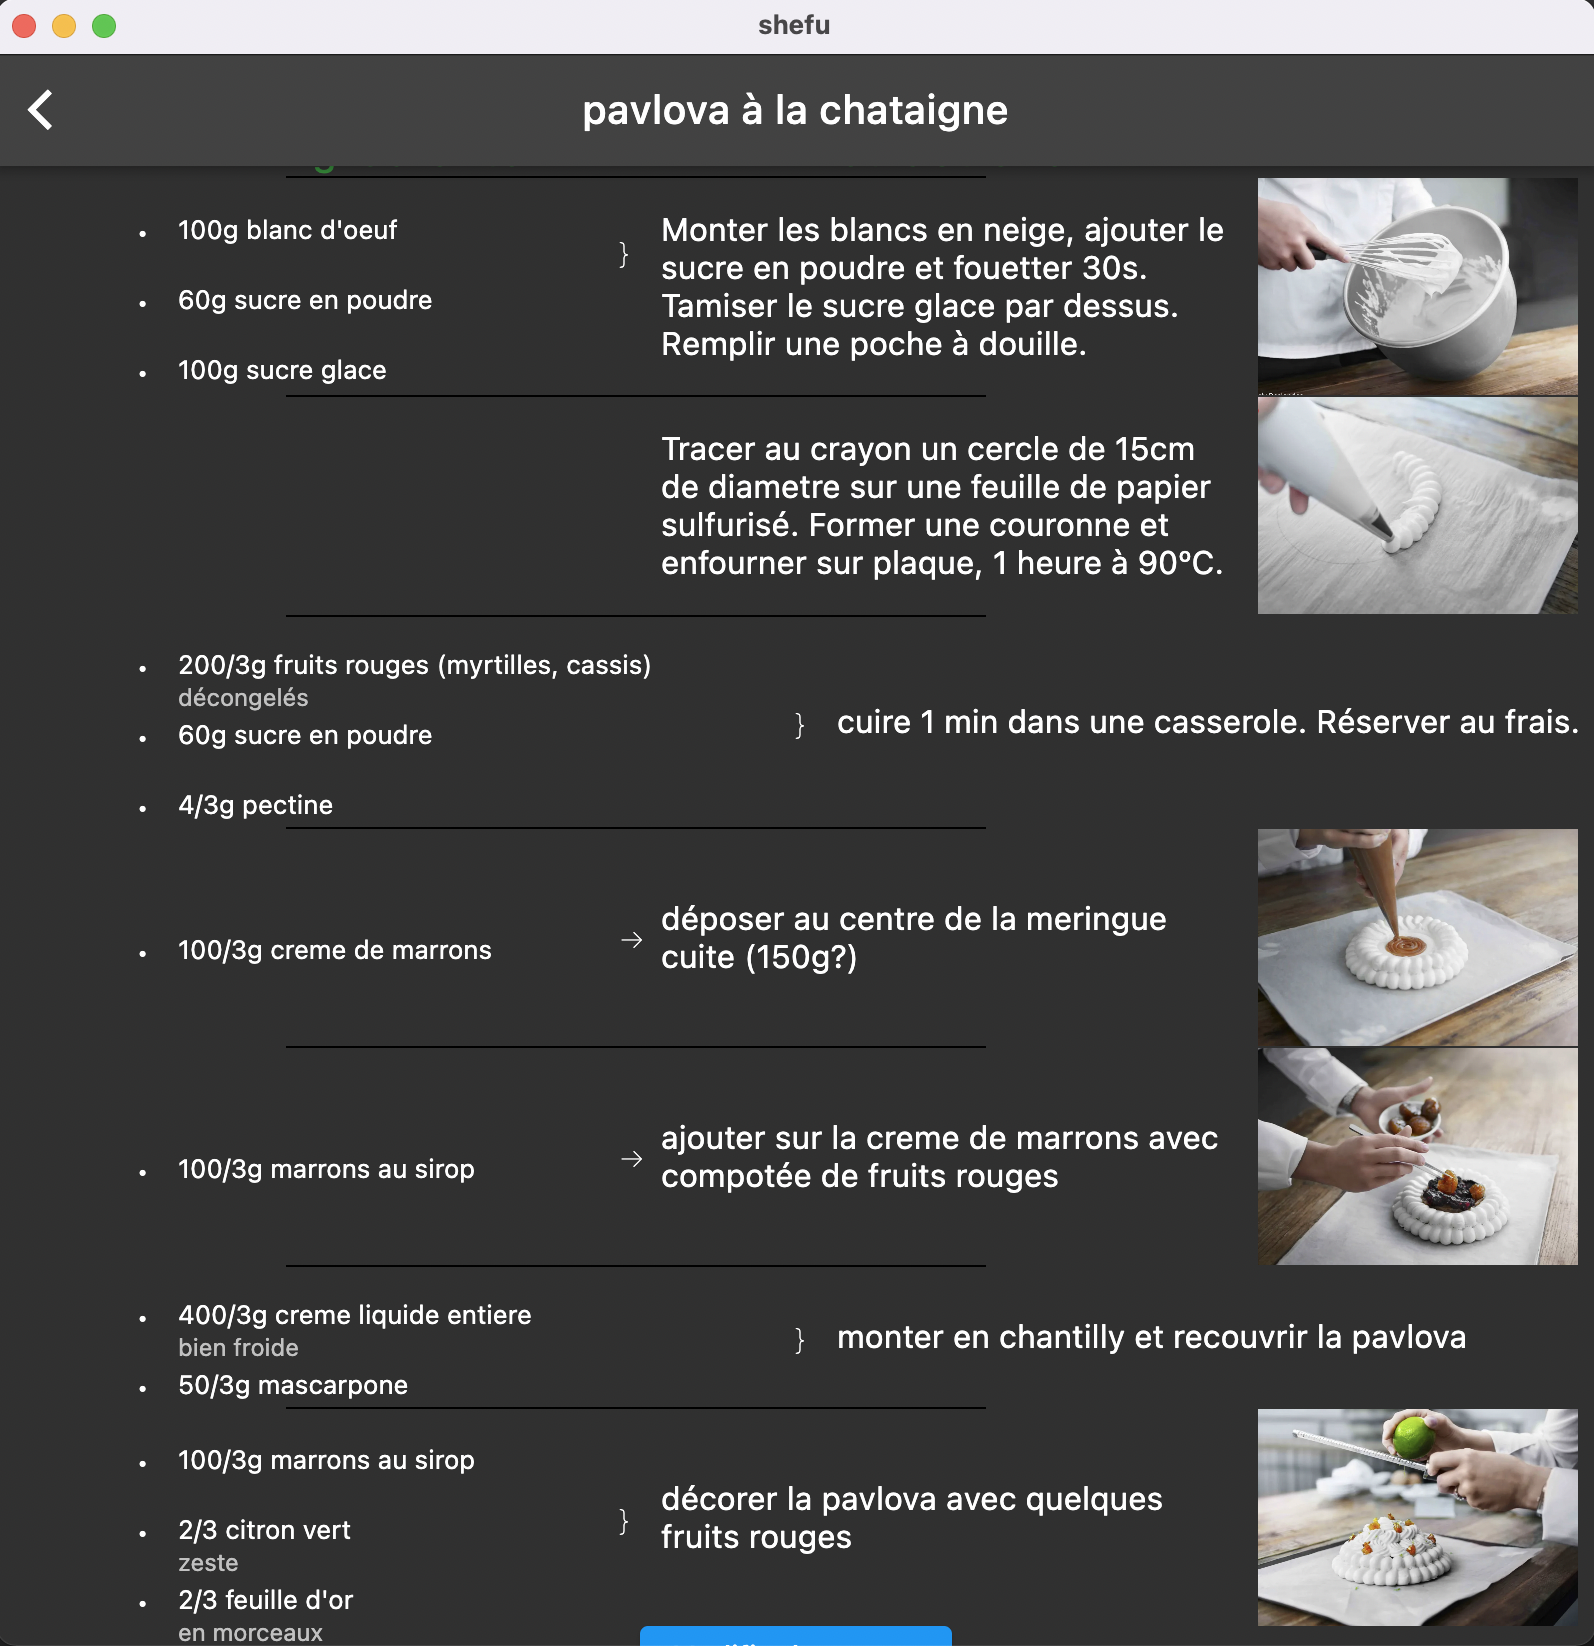 shefu
pavlova à la chataigne
• 100g blanc d'oeuf
• 60g sucre en poudre
• 100g sucre glace
}
Monter les blancs en neige, ajouter le
sucre en poudre et fouetter 30s.
Tamiser le sucre glace par dessus.
Remplir une poche à douille.
Tracer au crayon un cercle de 15cm
de diametre sur une feuille de papier
sulfurisé. Former une couronne et
enfourner sur plaque, 1 heure à 90°C.
• 200/3g fruits rouges (myrtilles, cassis)
décongelés
• 60g sucre en poudre
• 4/3g pectine
} cuire 1 min dans une casserole. Réserver au frais.
• 100/3g creme de marrons
→ déposer au centre de la meringue
cuite (150g?)
• 100/3g marrons au sirop
→ ajouter sur la creme de marrons avec
compotée de fruits rouges
• 400/3g creme liquide entiere
bien froide
• 50/3g mascarpone
} monter en chantilly et recouvrir la pavlova
• 100/3g marrons au sirop
• 2/3 citron vert
zeste
• 2/3 feuille d'or
en morceaux
} décorer la pavlova avec quelques
fruits rouges